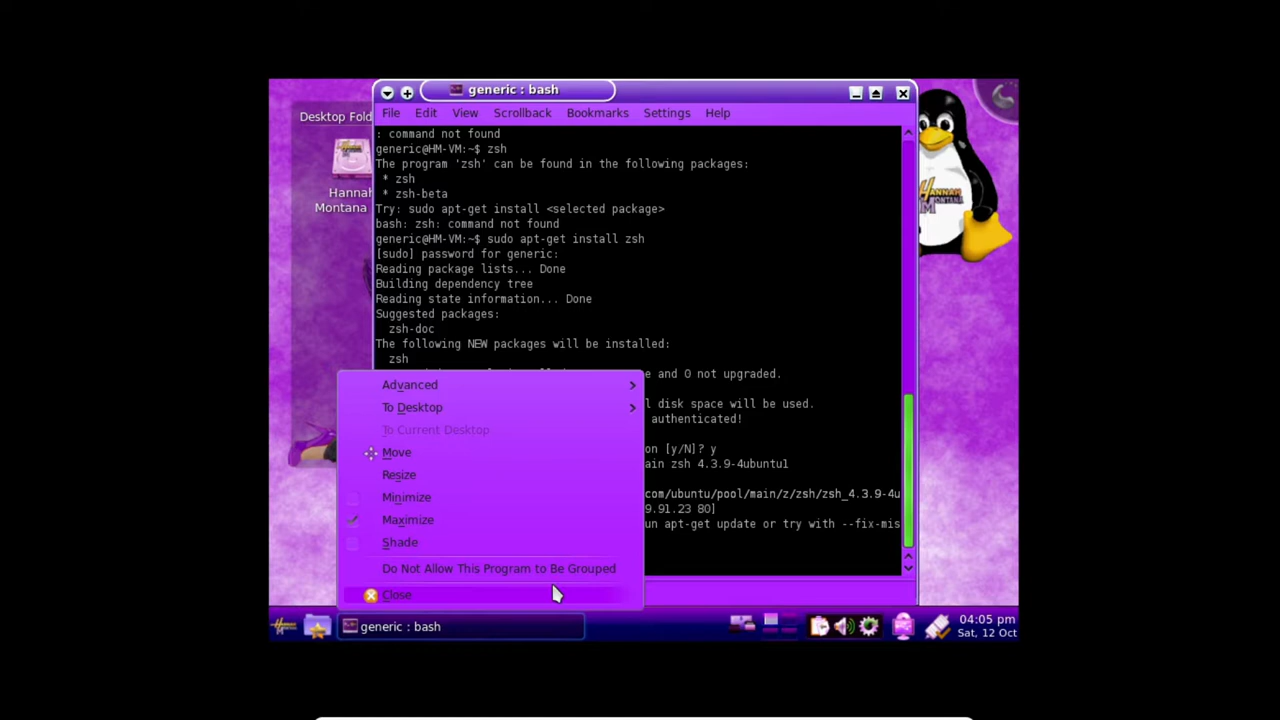 generic : bash
File Edit View Scrollback Bookmarks Settings Help
Desktop Fold
Hannah
Montana
: command not found
generic@HM-VM:~$ zsh
The program 'zsh' can be found in the following packages:
* zsh
* zsh-beta
Try: sudo apt-get install <selected package>
bash: zsh: command not found
generic@HM-VM:~$ sudo apt-get install zsh
[sudo] password for generic:
Reading package lists... Done
Building dependency tree
Reading state information... Done
Suggested packages:
zsh-doc
The following NEW packages will be installed:
zsh
e and 0 not upgraded.
l disk space will be used.
authenticated!
on [y/N]? y
ain zsh 4.3.9-4ubuntu1
com/ubuntu/pool/main/z/zsh/zsh_4.3.9-4u
9.91.23 80]
un apt-get update or try with --fix-mis
Advanced
To Desktop
To Current Desktop
Move
Resize
Minimize
Maximize
Shade
Do Not Allow This Program to Be Grouped
Close
generic : bash
04:05 pm
Sat, 12 Oct